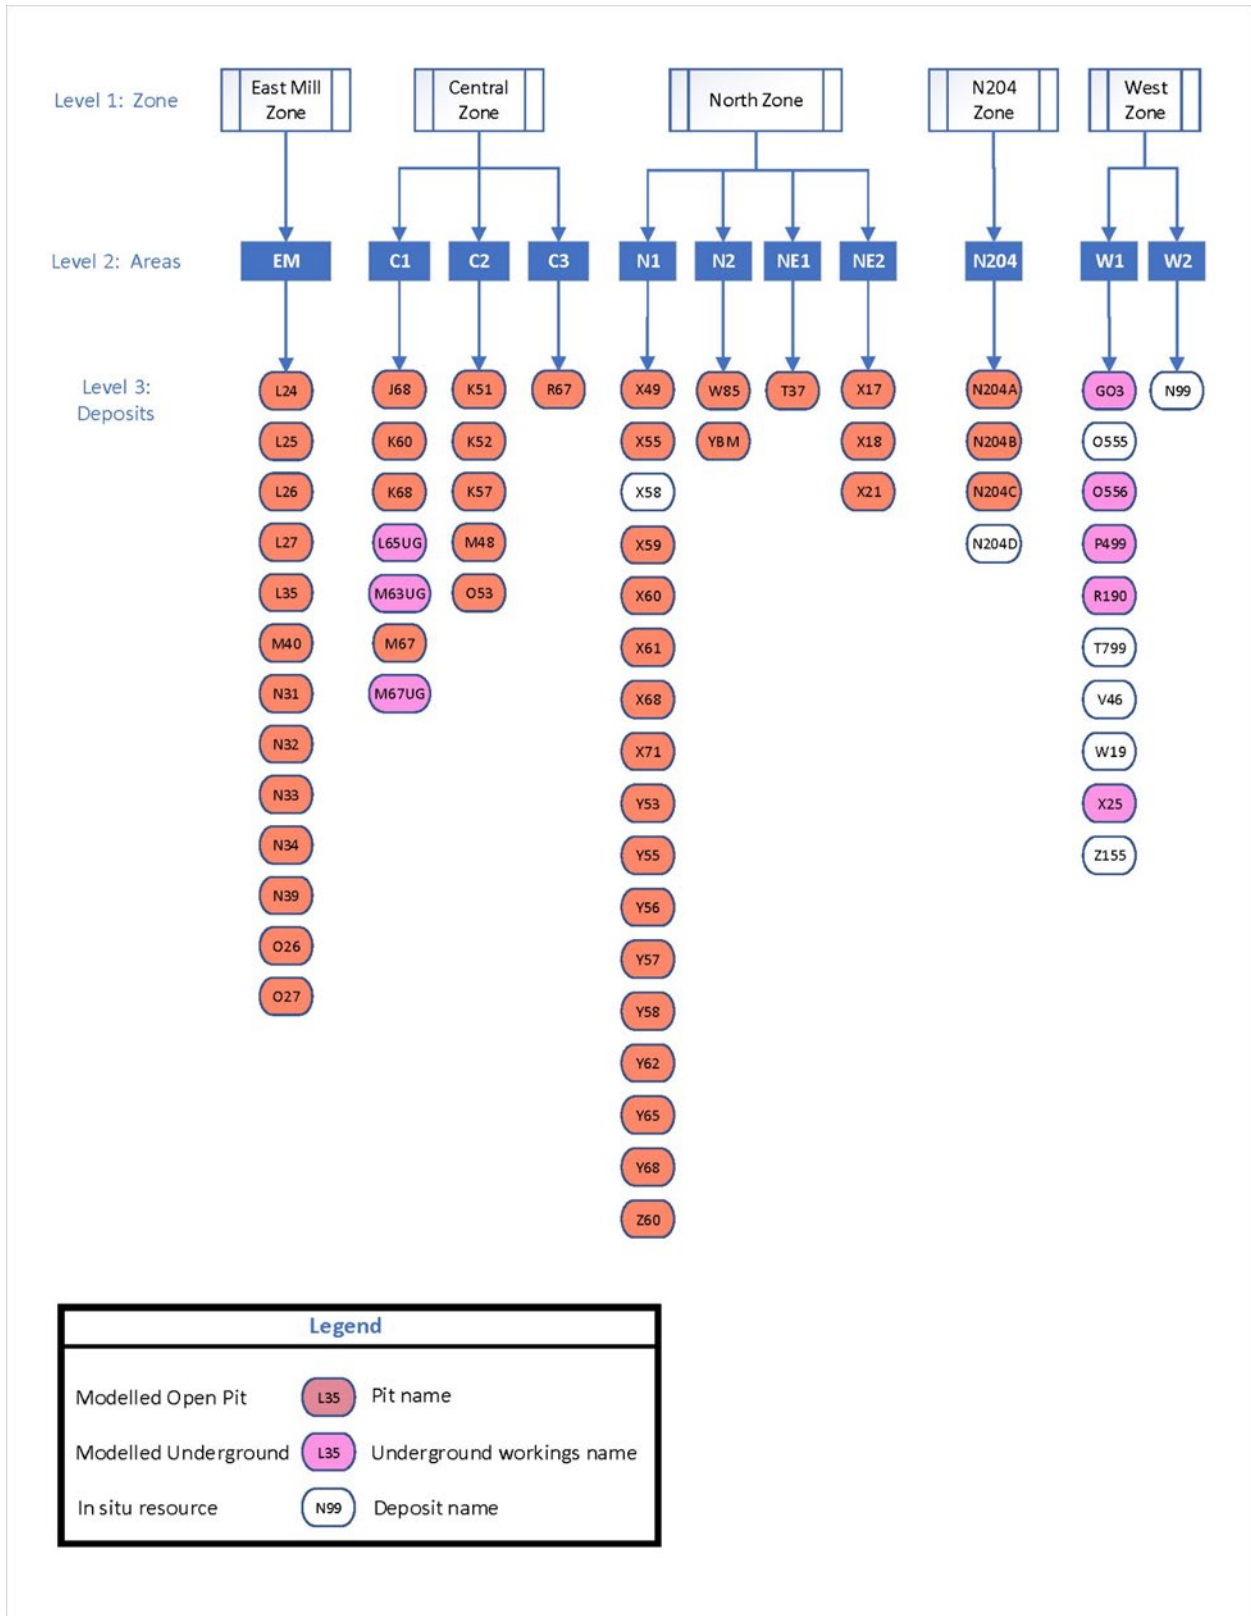 Level 1: Zone
East Mill
Zone
Central
Zone
North Zone
N204
Zone
West
Zone
Level 2: Areas
EM
C1
C2
C3
N1
N2
NE1
NE2
N204
W1
W2
Level 3:
Deposits
L24
L25
L26
L27
L35
M40
N31
N32
N33
N34
N39
O26
O27
J68
K60
K68
L65UG
M63UG
M67
M67UG
K51
K52
K57
M48
O53
R67
X49
X55
X58
X59
X60
X61
X68
X71
Y53
Y55
Y56
Y57
Y58
Y62
Y65
Y68
Z60
W85
YBM
T37
X17
X18
X21
N204A
N204B
N204C
N204D
GO3
O555
O556
P499
R190
T799
V46
W19
X25
Z155
N99
Legend
Modelled Open Pit L35 Pit name
Modelled Underground L35 Underground workings name
In situ resource N99 Deposit name